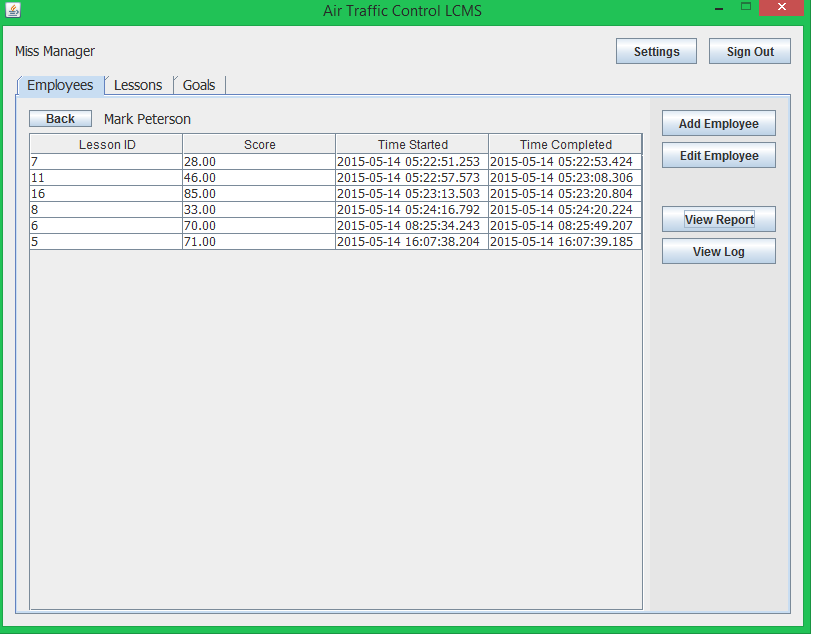 Air Traffic Control LCMS
Miss Manager
Settings
Sign Out
Employees
Lessons
Goals
Back
Mark Peterson
Lesson ID Score Time Started Time Completed
7 28.00 2015-05-14 05:22:51.253 2015-05-14 05:22:53.424
11 46.00 2015-05-14 05:22:57.573 2015-05-14 05:23:08.306
16 85.00 2015-05-14 05:23:13.503 2015-05-14 05:23:20.804
8 33.00 2015-05-14 05:24:16.792 2015-05-14 05:24:20.224
6 70.00 2015-05-14 08:25:34.243 2015-05-14 08:25:49.207
5 71.00 2015-05-14 16:07:38.204 2015-05-14 16:07:39.185
Add Employee
Edit Employee
View Report
View Log